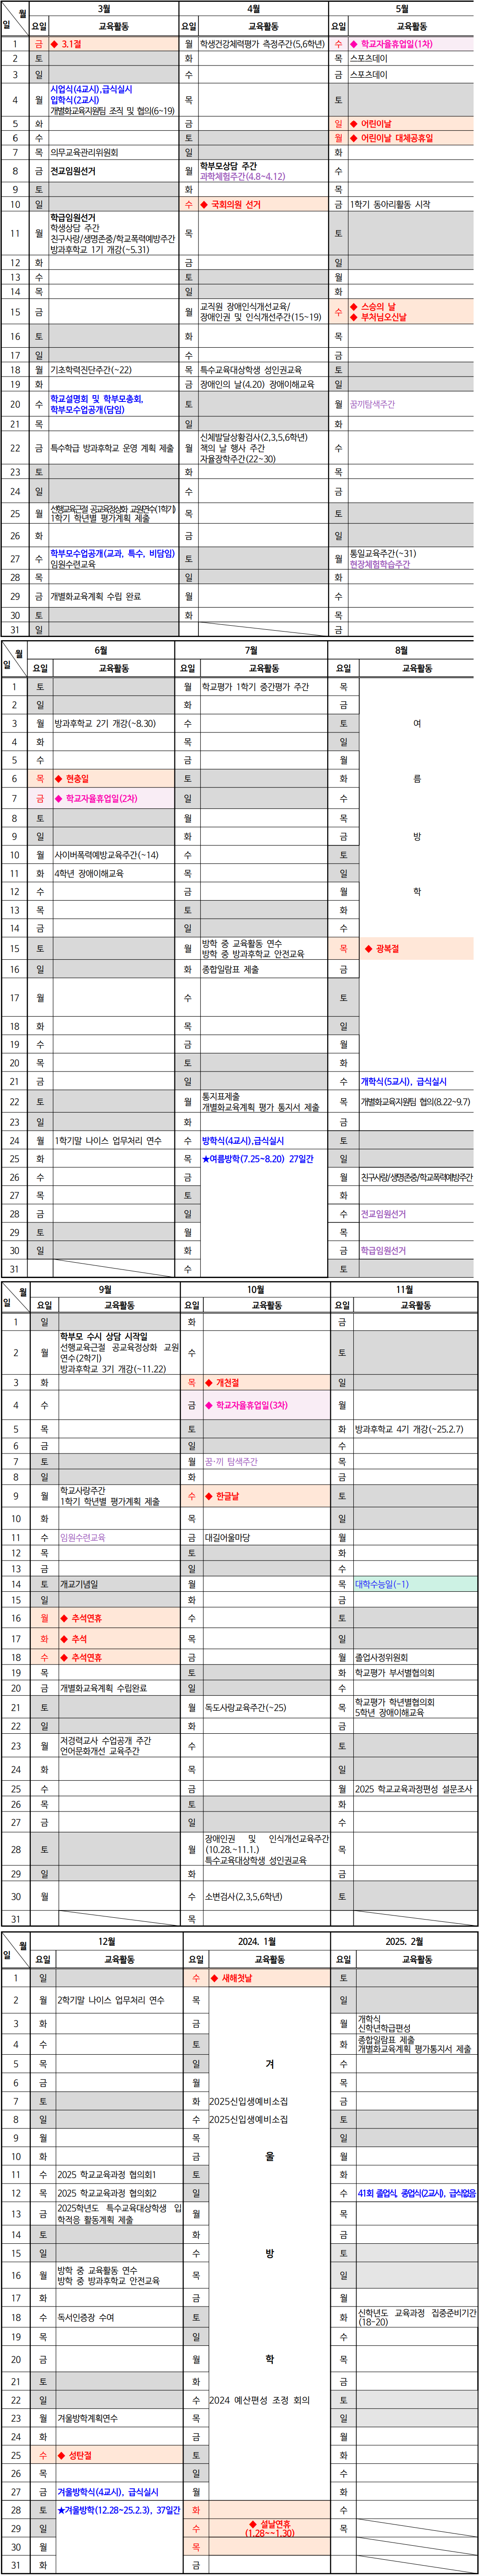 월 3월 4월 5월
일 요일 교육활동 요일 교육활동 요일 교육활동
1 금 ◆ 3.1절 월 학생건강체력평가 측정주간(5,6학년) 수 ◆ 학교자율휴업일(1차)
2 토 화 목 스포츠데이
3 일 수 금 스포츠데이
4 월 시업식(4교시),급식실시
입학식(2교시)
개별화교육지원팀 조직 및 협의(6~19) 목 토
5 화 금 일 ◆ 어린이날
6 수 토 월 ◆ 어린이날 대체공휴일
7 목 의무교육관리위원회 일 화
8 금 전교임원선거 월 학부모상담 주간
과학체험주간(4.8~4.12) 수
9 토 화 목
10 일 수 ◆ 국회의원 선거 금 1학기 동아리활동 시작
11 월 학급임원선거
학생상담 주간
친구사랑/생명존중/학교폭력예방주간
방과후학교 1기 개강(~5.31) 목 토
12 화 금 일
13 수 토 월
14 목 일 화
15 금 월 교직원 장애인식개선교육/
장애인권 및 인식개선주간(15~19) 수 ◆ 스승의 날
◆ 부처님오신날
16 토 화 목
17 일 수 금
18 월 기초학력진단주간(~22) 목 특수교육대상학생 성인권교육 토
19 화 금 장애인의 날(4.20) 장애이해교육 일
20 수 학교설명회 및 학부모총회,
학부모수업공개(담임) 토 월 꿈끼탐색주간
21 목 일 화
22 금 특수학급 방과후학교 운영 계획 제출 월 신체발달상황검사(2,3,5,6학년)
책의 날 행사 주간
자율장학주간(22~30) 수
23 토 화 목
24 일 수 금
25 월 선행교육근절 공교육정상화 교원연수(1학기)
1학기 학년별 평가계획 제출 목 토
26 화 금 일
27 수 학부모수업공개(교과, 특수, 비담임)
임원수련교육 토 월 통일교육주간(~31)
현장체험학습주간
28 목 일 화
29 금 개별화교육계획 수립 완료 월 수
30 토 화 목
31 일 금
월 6월 7월 8월
일 요일 교육활동 요일 교육활동 요일 교육활동
1 토 월 학교평가 1학기 중간평가 주간 목
2 일 화 금
3 월 방과후학교 2기 개강(~8.30) 수 토 여
4 화 목 일
5 수 금 월
6 목 ◆ 현충일 토 화 름
7 금 ◆ 학교자율휴업일(2차) 일 수
8 토 월 목
9 일 화 금 방
10 월 사이버폭력예방교육주간(~14) 수 토
11 화 4학년 장애이해교육 목 일
12 수 금 월 학
13 목 토 화
14 금 일 수
15 토 월 방학 중 교육활동 연수
방학 중 방과후학교 안전교육 목 ◆ 광복절
16 일 화 종합일람표 제출 금
17 월 수 토
18 화 목 일
19 수 금 월
20 목 토 화
21 금 일 수 개학식(5교시), 급식실시
22 토 월 통지표제출
개별화교육계획 평가 통지서 제출 목 개별화교육지원팀 협의(8.22~9.7)
23 일 화 금
24 월 1학기말 나이스 업무처리 연수 수 방학식(4교시),급식실시 토
25 화 목 ★여름방학(7.25~8.20) 27일간 일
26 수 금 월 친구사랑/생명존중/학교폭력예방주간
27 목 토 화
28 금 일 수 전교임원선거
29 토 월 목
30 일 화 금 학급임원선거
31 수 토
월 9월 10월 11월
일 요일 교육활동 요일 교육활동 요일 교육활동
1 일 화 금
2 월 학부모 수시 상담 시작일
선행교육근절 공교육정상화 교원
연수(2학기)
방과후학교 3기 개강(~11.22) 수 토
3 화 목 ◆ 개천절 일
4 수 금 ◆ 학교자율휴업일(3차) 월
5 목 토 화 방과후학교 4기 개강(~25.2.7)
6 금 일 수
7 토 월 꿈·끼 탐색주간 목
8 일 화 금
9 월 학교사랑주간
1학기 학년별 평가계획 제출 수 ◆ 한글날 토
10 화 목 일
11 수 임원수련교육 금 대길어울마당 월
12 목 토 화
13 금 일 수
14 토 개교기념일 월 목 대학수능일(-1)
15 일 화 금
16 월 ◆ 추석연휴 수 토
17 화 ◆ 추석 목 일
18 수 ◆ 추석연휴 금 월 졸업사정위원회
19 목 토 화 학교평가 부서별협의회
20 금 개별화교육계획 수립완료 일 수
21 토 월 독도사랑교육주간(~25) 목 학교평가 학년별협의회
5학년 장애이해교육
22 일 화 금
23 월 저경력교사 수업공개 주간
언어문화개선 교육주간 수 토
24 화 목 일
25 수 금 월 2025 학교교육과정편성 설문조사
26 목 토 화
27 금 일 수
28 토 월 장애인권 및 인식개선교육주간
(10.28.~11.1.)
특수교육대상학생 성인권교육 목
29 일 화 금
30 월 수 소변검사(2,3,5,6학년) 토
31 목
월 12월 2024. 1월 2025. 2월
일 요일 교육활동 요일 교육활동 요일 교육활동
1 일 수 ◆ 새해첫날 토
2 월 2학기말 나이스 업무처리 연수 목 일
3 화 금 월 개학식
신학년학급편성
4 수 토 화 종합일람표 제출
개별화교육계획 평가통지서 제출
5 목 일 겨 수
6 금 월 목
7 토 화 2025신입생예비소집 금
8 일 수 2025신입생예비소집 토
9 월 목 일
10 화 금 울 월
11 수 2025 학교교육과정 협의회1 토 화
12 목 2025 학교교육과정 협의회2 일 수 41회 졸업식, 종업식(2교시), 급식없음
13 금 2025학년도 특수교육대상학생 입
학적응 활동계획 제출 월 목
14 토 화 금
15 일 수 방 토
16 월 방학 중 교육활동 연수
방학 중 방과후학교 안전교육 목 일
17 화 금 월
18 수 독서인증장 수여 토 화 신학년도 교육과정 집중준비기간
(18-20)
19 목 일 수
20 금 월 학 목
21 토 화 금
22 일 수 2024 예산편성 조정 회의 토
23 월 겨울방학계획연수 목 일
24 화 금 월
25 수 ◆ 성탄절 토 화
26 목 일 수
27 금 겨울방학식(4교시), 급식실시 월 화
28 토 ★겨울방학(12.28~25.2.3), 37일간 화 수
29 일 수 ◆ 설날연휴
(1.28~~1.30) 목
30 월 목
31 화 금